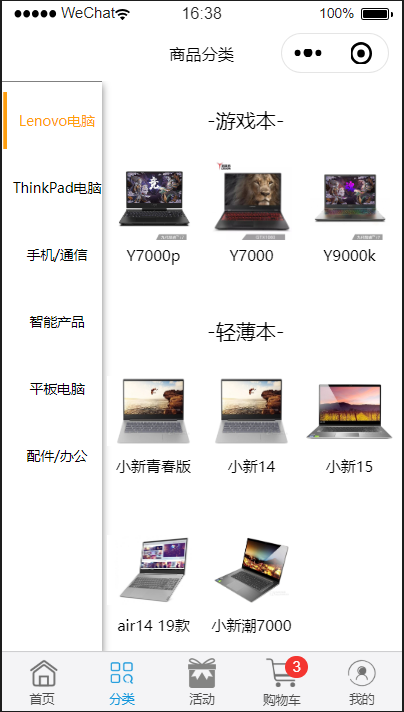 WeChat 16:38 100%
商品分类
Lenovo电脑
ThinkPad电脑
手机/通信
智能产品
平板电脑
配件/办公
-游戏本-
Y7000p Y7000 Y9000k
-轻薄本-
小新青春版 小新14 小新15
air14 19款 小新潮7000
首页 分类 活动 购物车 3 我的